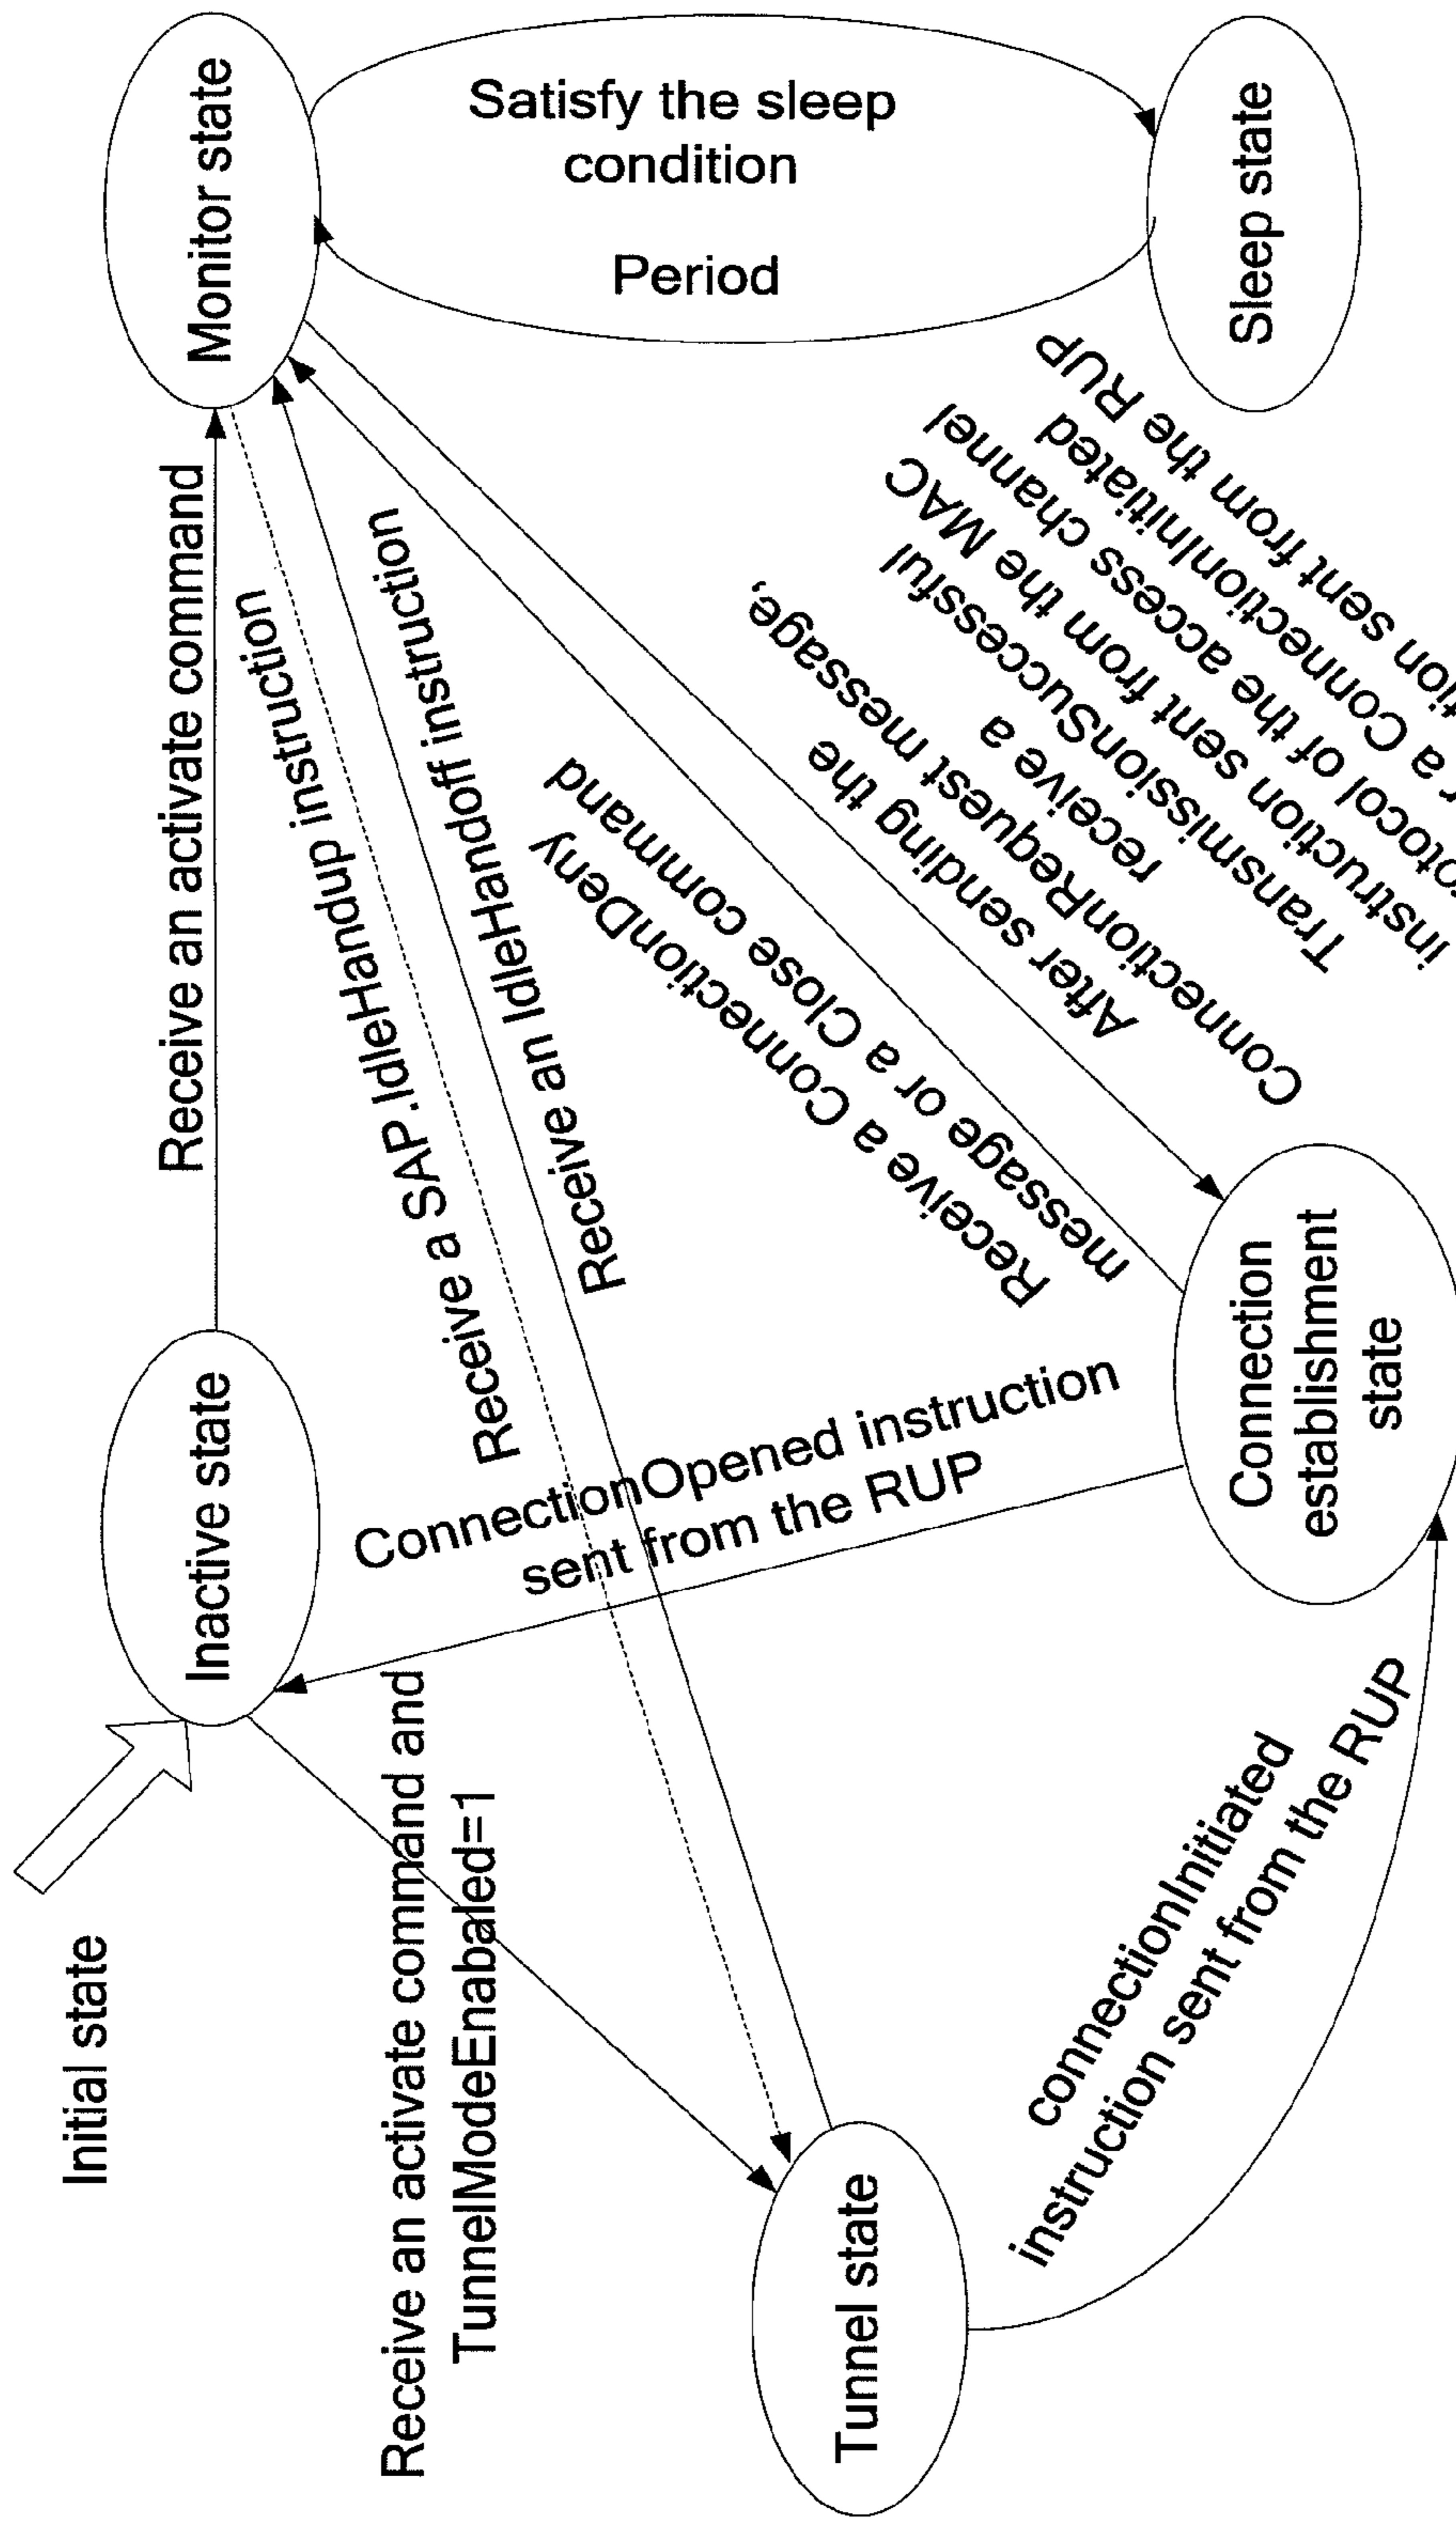 Initial state
Inactive state
Receive an activate command
Monitor state
Receive a SAP.IdleHandup instruction
Receive an IdleHandoff instruction
Satisfy the sleep
condition
Period
Sleep state
Receive an activate command and
TunnelModeEnabaled=1
ConnectionOpened instruction
sent from the RUP
Receive a ConnectionDeny
message or a Close command
After sending the
ConnectionRequest message,
receive a
TransmissionSuccessful
instruction sent from the MAC
of the access channel
a ConnectionInitiated
sent from the RUP
Tunnel state
connectionInitiated
instruction sent from the RUP
Connection
establishment
state